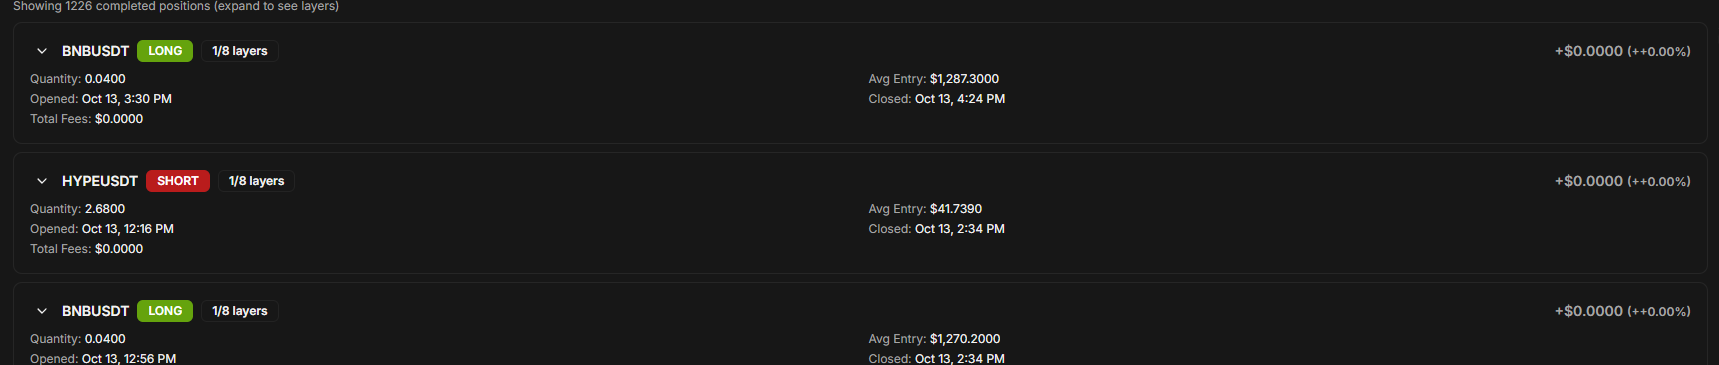 Showing 1226 completed positions (expand to see layers)
BNBUSDT LONG 1/8 layers +$0.0000 (++0.00%)
Quantity: 0.0400 Avg Entry: $1,287.3000
Opened: Oct 13, 3:30 PM Closed: Oct 13, 4:24 PM
Total Fees: $0.0000
HYPEUSDT SHORT 1/8 layers +$0.0000 (++0.00%)
Quantity: 2.6800 Avg Entry: $41.7390
Opened: Oct 13, 12:16 PM Closed: Oct 13, 2:34 PM
Total Fees: $0.0000
BNBUSDT LONG 1/8 layers +$0.0000 (++0.00%)
Quantity: 0.0400 Avg Entry: $1,270.2000
Opened: Oct 13, 12:56 PM Closed: Oct 13, 2:34 PM